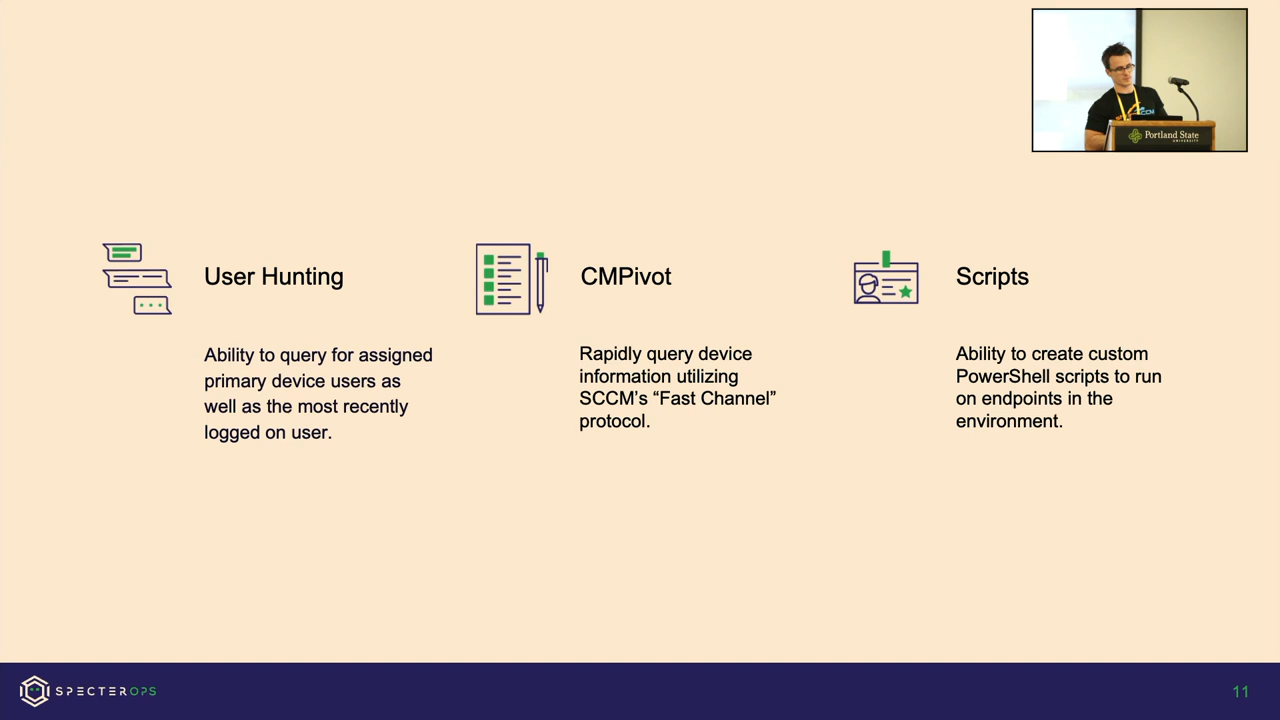 Portland State
UNIVERSITY
User Hunting
Ability to query for assigned
primary device users as
well as the most recently
logged on user.
CMPivot
Rapidly query device
information utilizing
SCCM’s “Fast Channel”
protocol.
Scripts
Ability to create custom
PowerShell scripts to run
on endpoints in the
environment.
SPECTEROPS
11